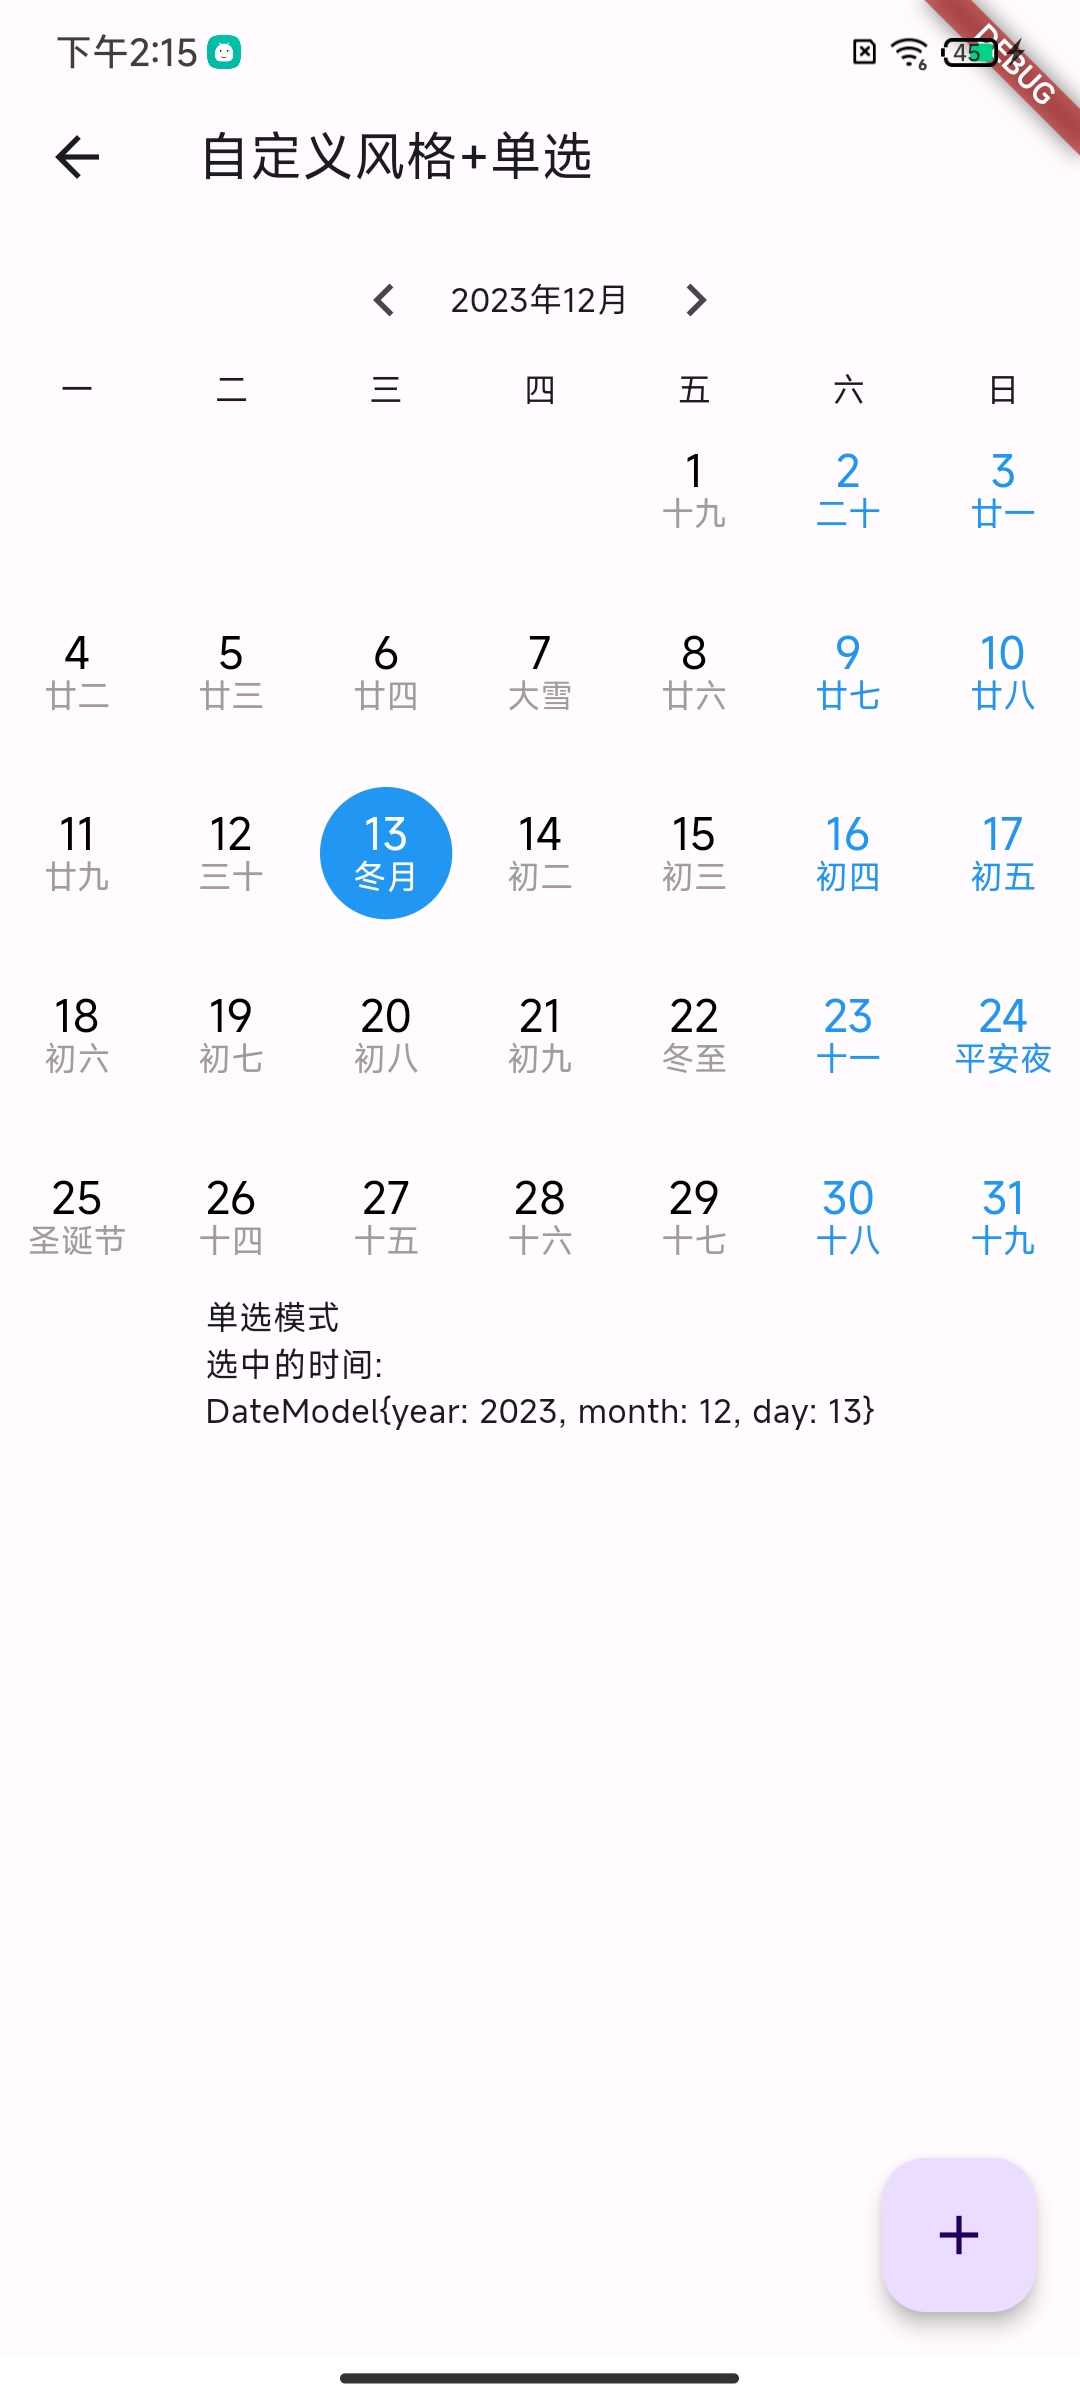 下午2:15
45
DEBUG
自定义风格+单选
2023年12月
一 二 三 四 五 六 日
1 2 3
十九 二十 廿一
4 5 6 7 8 9 10
廿二 廿三 廿四 大雪 廿六 廿七 廿八
11 12 13 14 15 16 17
廿九 三十 冬月 初二 初三 初四 初五
18 19 20 21 22 23 24
初六 初七 初八 初九 冬至 十一 平安夜
25 26 27 28 29 30 31
圣诞节 十四 十五 十六 十七 十八 十九
单选模式
选中的时间:
DateModel{year: 2023, month: 12, day: 13}